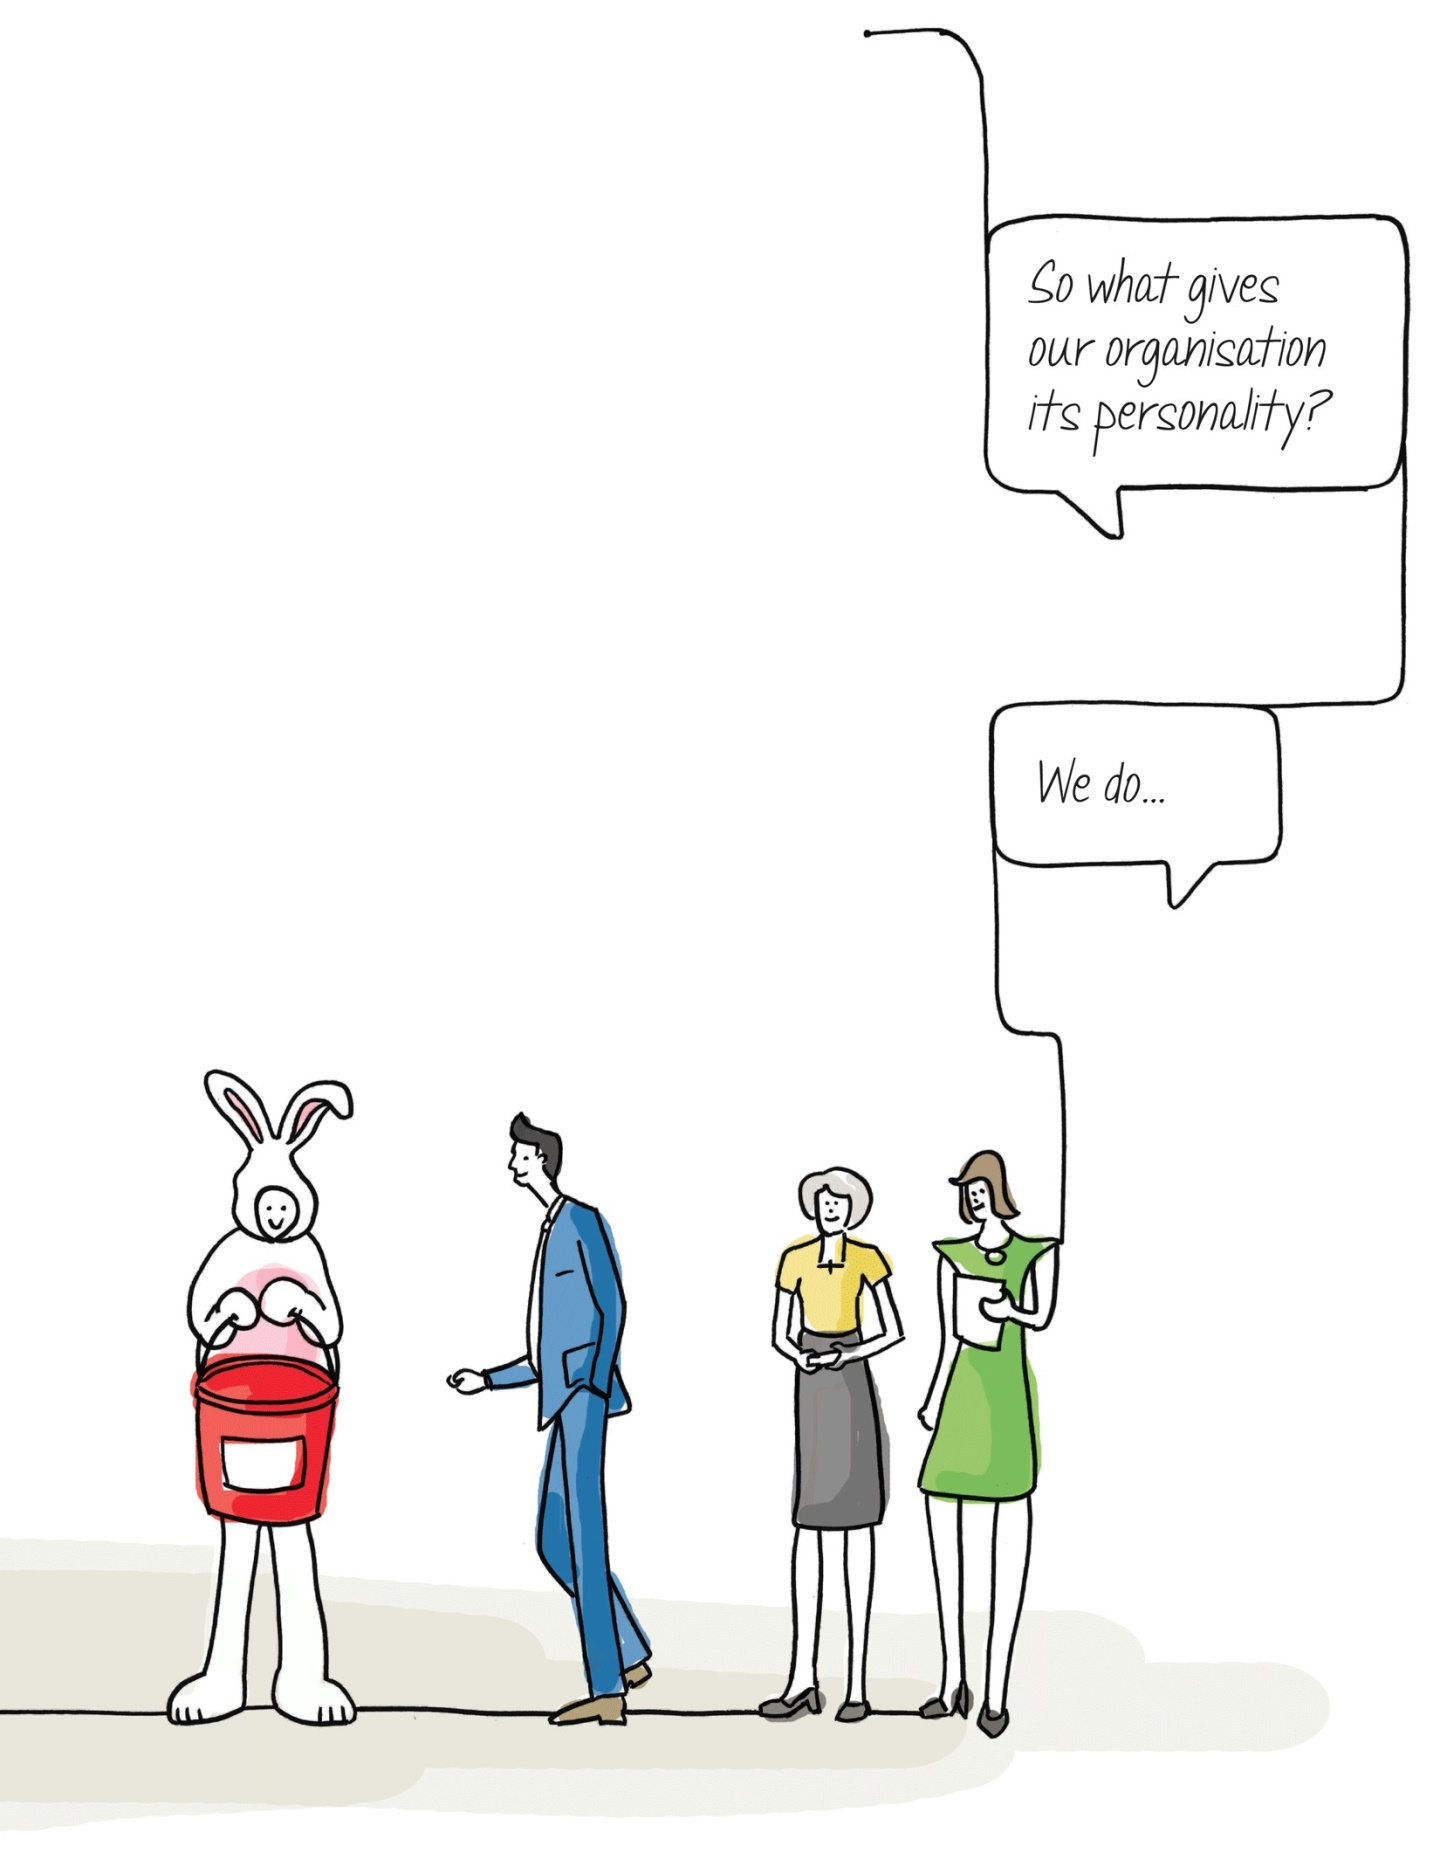 So what gives
our organisation
its personality?
We do...